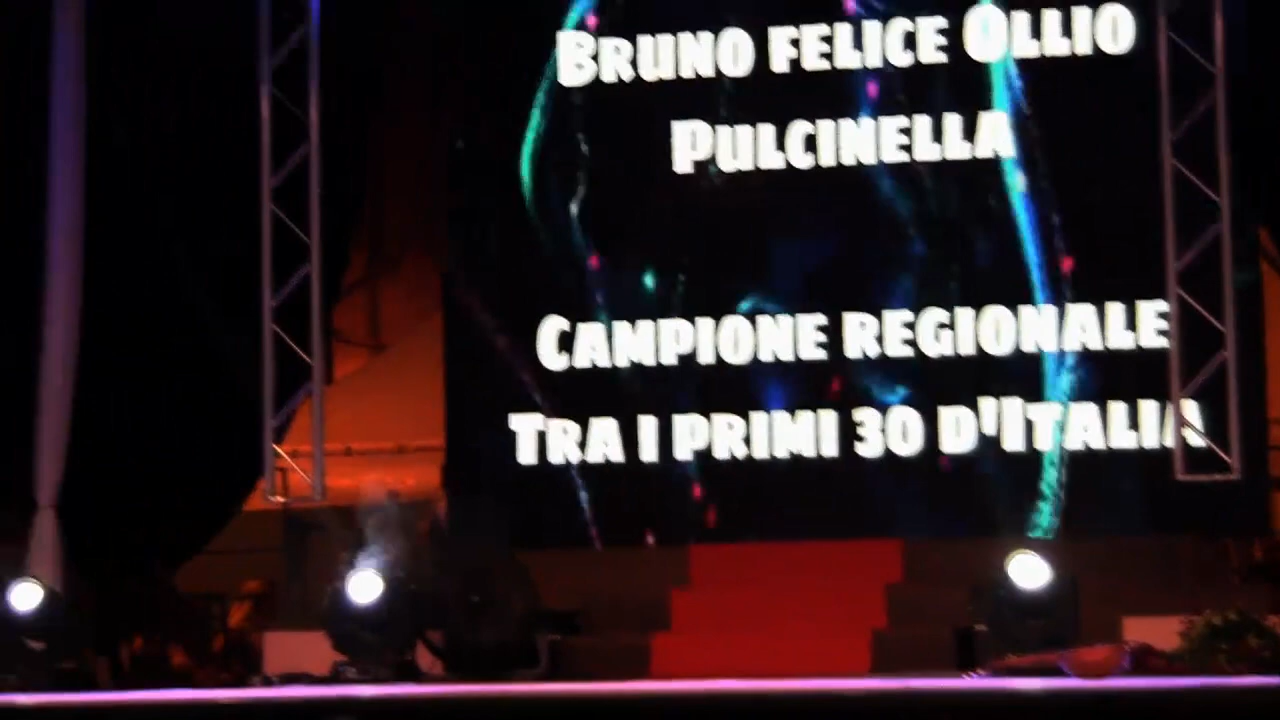 BRUNO FELICE OLLIO
PULCINELLA
CAMPIONE REGIONALE
TRA I PRIMI 30 D'ITALIA